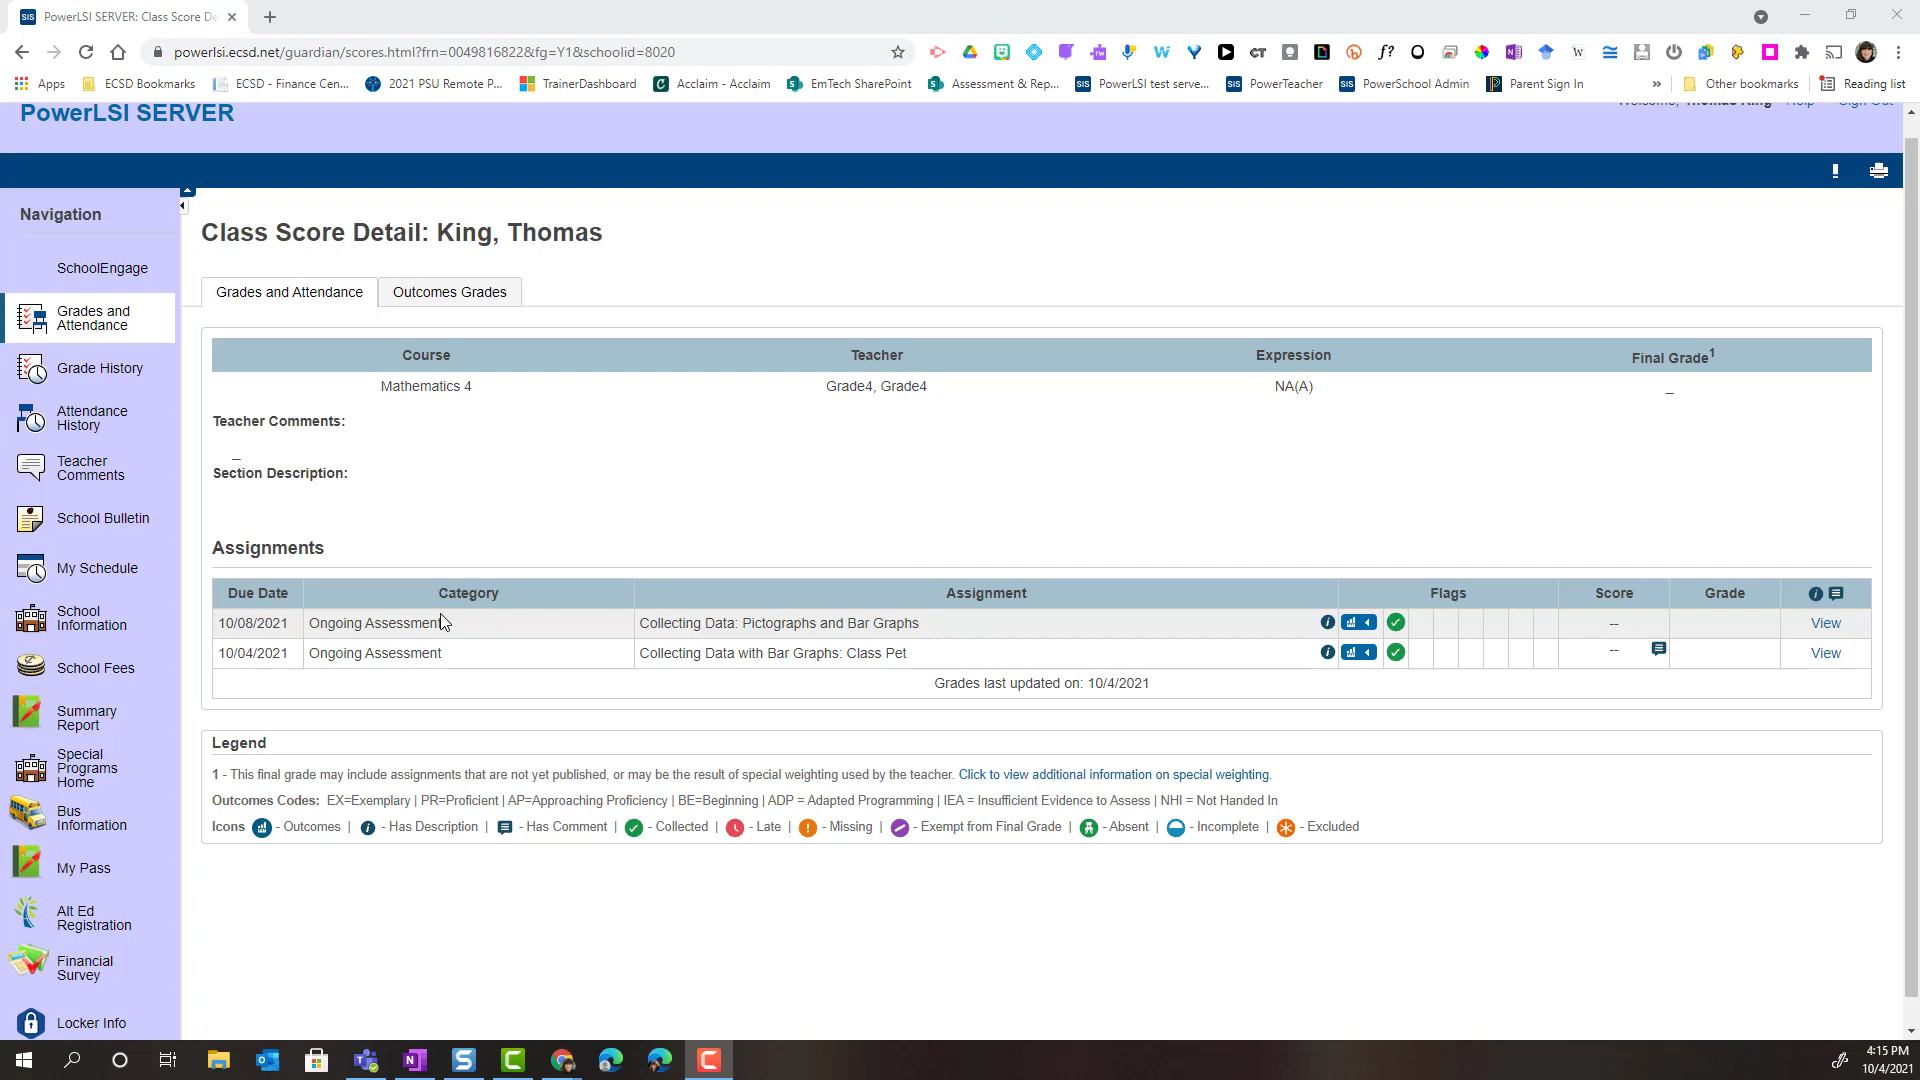 PowerLSI SERVER: Class Score De
powerlsi.ecsd.net/guardian/scores.html?frn=0049816822&fg=Y1&schoolid=8020
Apps ECSD Bookmarks ECSD - Finance Cen... 2021 PSU Remote P... TrainerDashboard Acclaim - Acclaim EmTech SharePoint Assessment & Rep... PowerLSI test serve... PowerTeacher PowerSchool Admin Parent Sign In » Other bookmarks Reading list
PowerLSI SERVER
Welcome, Thomas King Help Sign Out
Navigation
SchoolEngage
Grades and
Attendance
Grade History
Attendance
History
Teacher
Comments
School Bulletin
My Schedule
School
Information
School Fees
Summary
Report
Special
Programs
Home
Bus
Information
My Pass
Alt Ed
Registration
Financial
Survey
Locker Info
Class Score Detail: King, Thomas
Grades and Attendance Outcomes Grades
Course Teacher Expression Final Grade1
Mathematics 4 Grade4, Grade4 NA(A) _
Teacher Comments:
_
Section Description:
Assignments
Due Date Category Assignment Flags Score Grade
10/08/2021 Ongoing Assessment Collecting Data: Pictographs and Bar Graphs -- View
10/04/2021 Ongoing Assessment Collecting Data with Bar Graphs: Class Pet -- View
Grades last updated on: 10/4/2021
Legend
1 - This final grade may include assignments that are not yet published, or may be the result of special weighting used by the teacher. Click to view additional information on special weighting.
Outcomes Codes: EX=Exemplary | PR=Proficient | AP=Approaching Proficiency | BE=Beginning | ADP = Adapted Programming | IEA = Insufficient Evidence to Assess | NHI = Not Handed In
Icons - Outcomes | - Has Description | - Has Comment | - Collected | - Late | - Missing | - Exempt from Final Grade | - Absent | - Incomplete | - Excluded
4:15 PM
10/4/2021